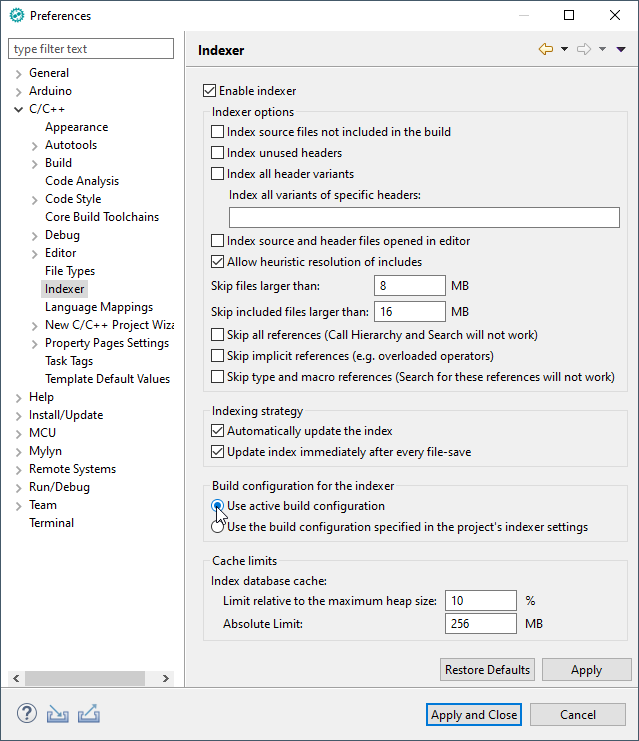 Preferences
type filter text
General
Arduino
C/C++
Appearance
Autotools
Build
Code Analysis
Code Style
Core Build Toolchains
Debug
Editor
File Types
Indexer
Language Mappings
New C/C++ Project Wiza
Property Pages Settings
Task Tags
Template Default Values
Help
Install/Update
MCU
Mylyn
Remote Systems
Run/Debug
Team
Terminal
Indexer
Enable indexer
Indexer options
Index source files not included in the build
Index unused headers
Index all header variants
Index all variants of specific headers:
Index source and header files opened in editor
Allow heuristic resolution of includes
Skip files larger than: 8 MB
Skip included files larger than: 16 MB
Skip all references (Call Hierarchy and Search will not work)
Skip implicit references (e.g. overloaded operators)
Skip type and macro references (Search for these references will not work)
Indexing strategy
Automatically update the index
Update index immediately after every file-save
Build configuration for the indexer
Use active build configuration
Use the build configuration specified in the project's indexer settings
Cache limits
Index database cache:
Limit relative to the maximum heap size: 10 %
Absolute Limit: 256 MB
Restore Defaults Apply
? Apply and Close Cancel